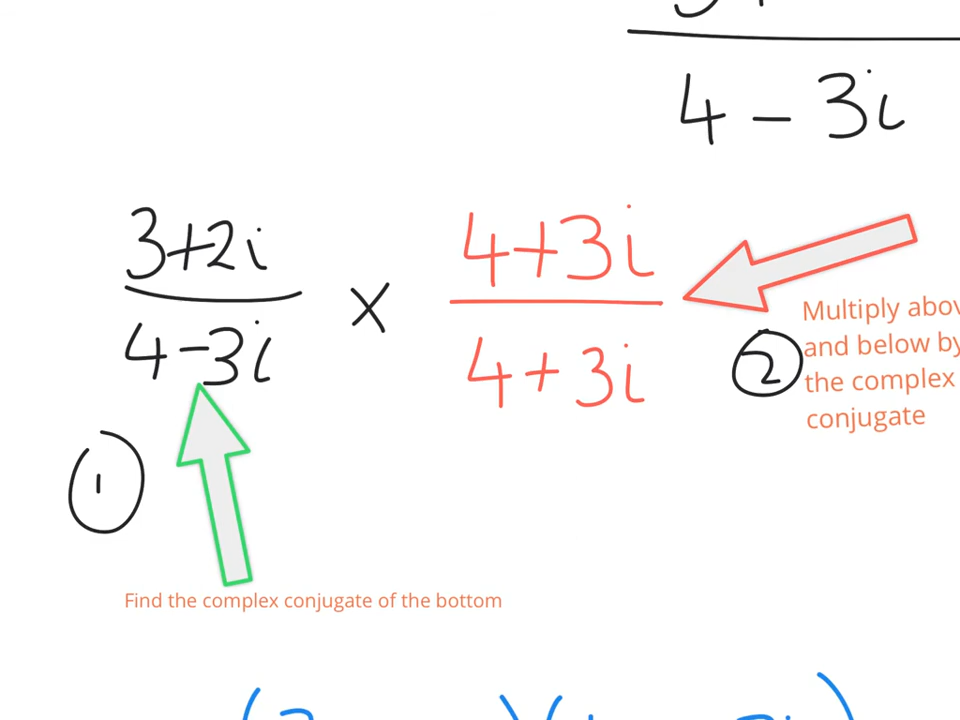 4 - 3i
3+2i
4-3i
x
4+3i
4+3i
Multiply
②
and below by
the complex
conjugate
①
Find the complex conjugate of the bottom